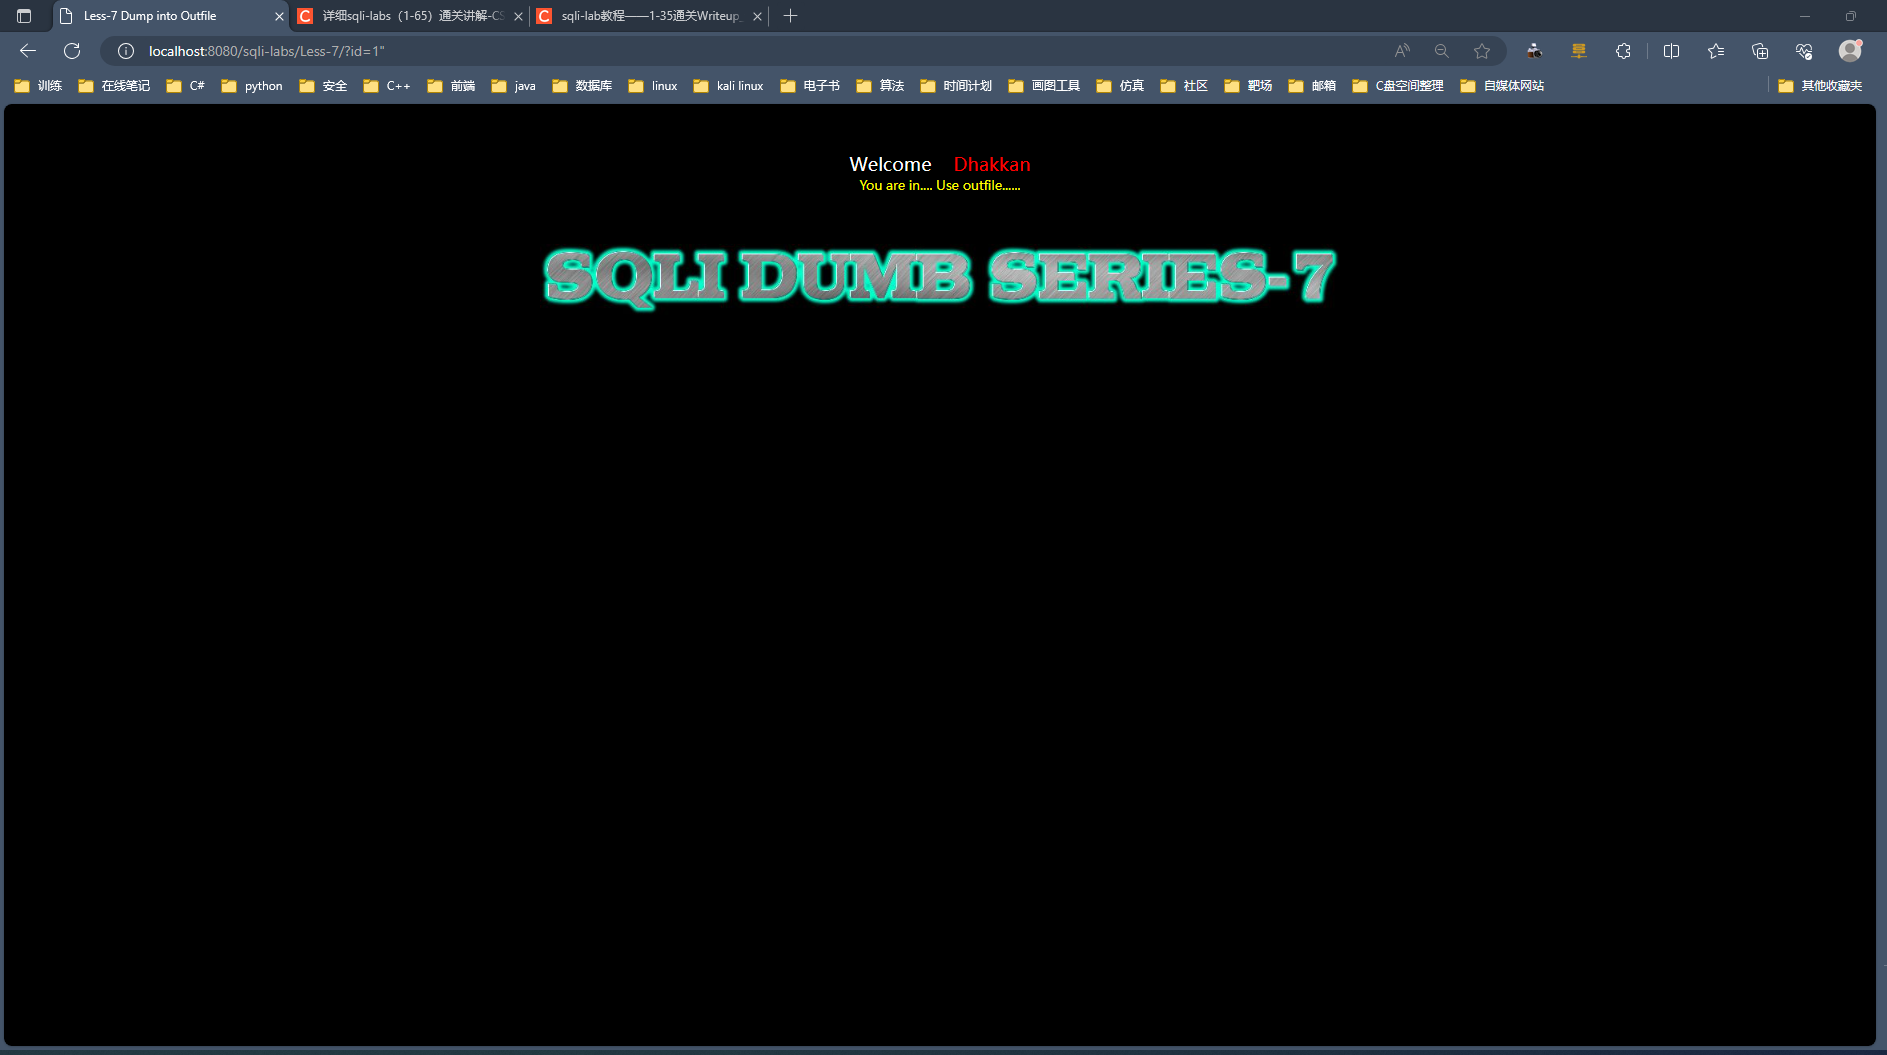 Less-7 Dump into Outfile
详细sqli-labs（1-65）通关讲解-CS
sqli-lab教程——1-35通关Writeup_
localhost:8080/sqli-labs/Less-7/?id=1"
训练 在线笔记 C# python 安全 C++ 前端 java 数据库 linux kali linux 电子书 算法 时间计划 画图工具 仿真 社区 靶场 邮箱 C盘空间整理 自媒体网站 其他收藏夹
Welcome Dhakkan
You are in.... Use outfile......
SQLI DUMB SERIES-7